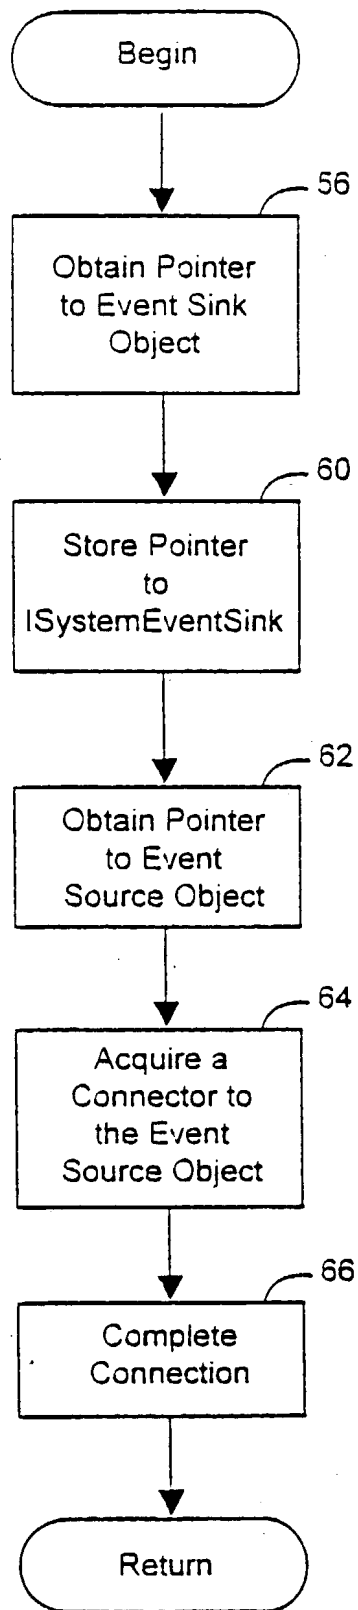 Begin
56
Obtain Pointer
to Event Sink
Object
60
Store Pointer
to
ISystemEventSink
62
Obtain Pointer
to Event
Source Object
64
Acquire a
Connector to
the Event
Source Object
66
Complete
Connection
Return